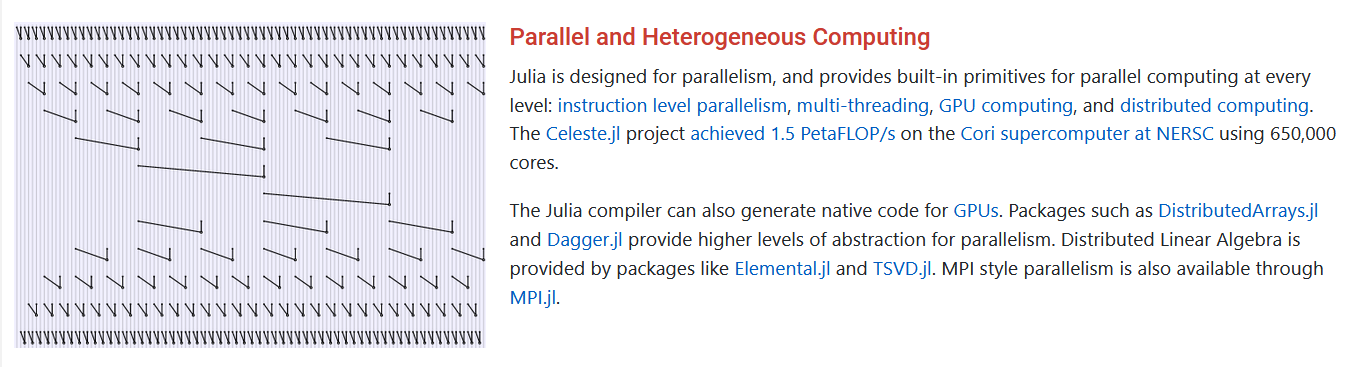 Parallel and Heterogeneous Computing
Julia is designed for parallelism, and provides built-in primitives for parallel computing at every
level: instruction level parallelism, multi-threading, GPU computing, and distributed computing.
The Celeste.jl project achieved 1.5 PetaFLOP/s on the Cori supercomputer at NERSC using 650,000
cores.
The Julia compiler can also generate native code for GPUs. Packages such as DistributedArrays.jl
and Dagger.jl provide higher levels of abstraction for parallelism. Distributed Linear Algebra is
provided by packages like Elemental.jl and TSVD.jl. MPI style parallelism is also available through
MPI.jl.